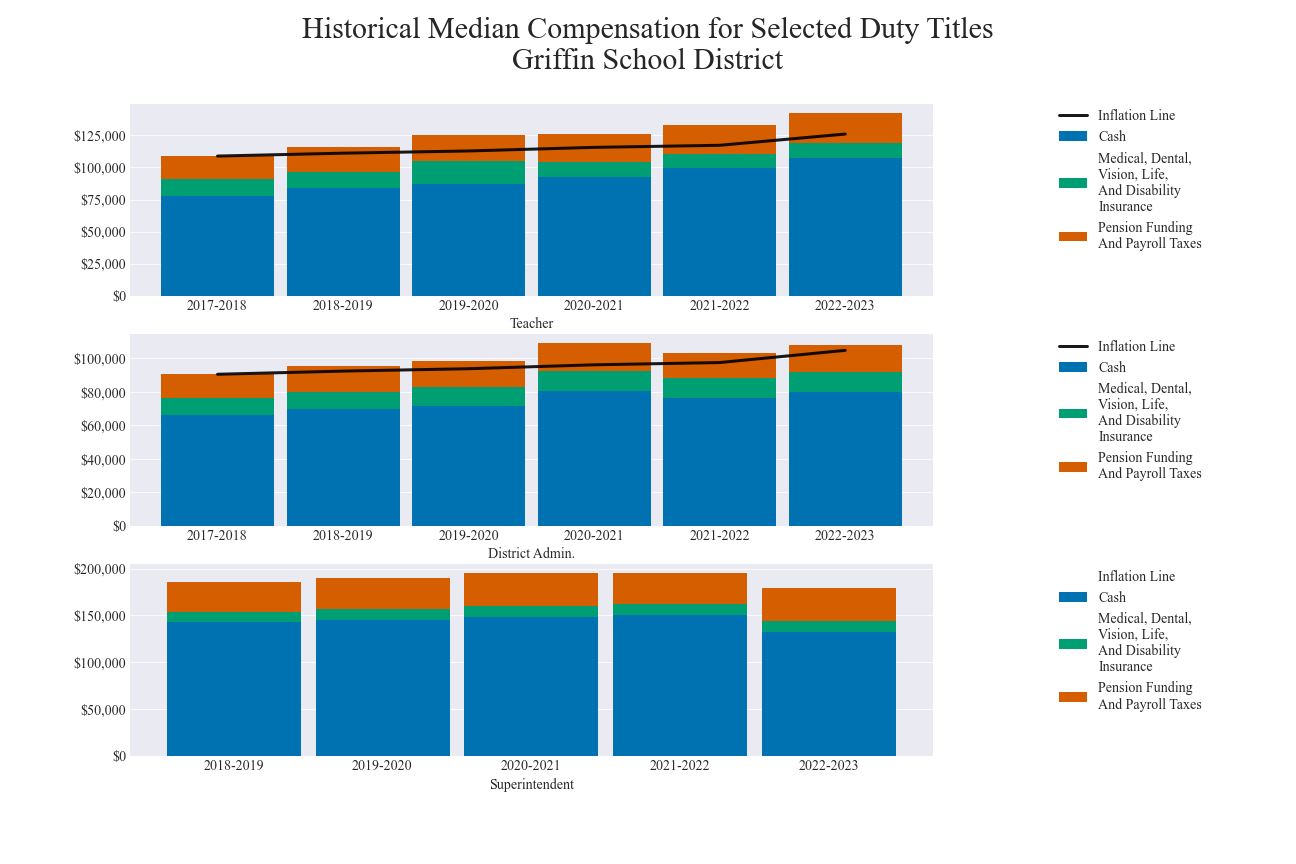 Historical Median Compensation for Selected Duty Titles
Griffin School District
$125,000
$100,000
$75,000
$50,000
$25,000
$0
2017-2018 2018-2019 2019-2020 2020-2021 2021-2022 2022-2023
Teacher
Inflation Line
Cash
Medical, Dental,
Vision, Life,
And Disability
Insurance
Pension Funding
And Payroll Taxes
$100,000
$80,000
$60,000
$40,000
$20,000
$0
2017-2018 2018-2019 2019-2020 2020-2021 2021-2022 2022-2023
District Admin.
Inflation Line
Cash
Medical, Dental,
Vision, Life,
And Disability
Insurance
Pension Funding
And Payroll Taxes
$200,000
$150,000
$100,000
$50,000
$0
2018-2019 2019-2020 2020-2021 2021-2022 2022-2023
Superintendent
Inflation Line
Cash
Medical, Dental,
Vision, Life,
And Disability
Insurance
Pension Funding
And Payroll Taxes